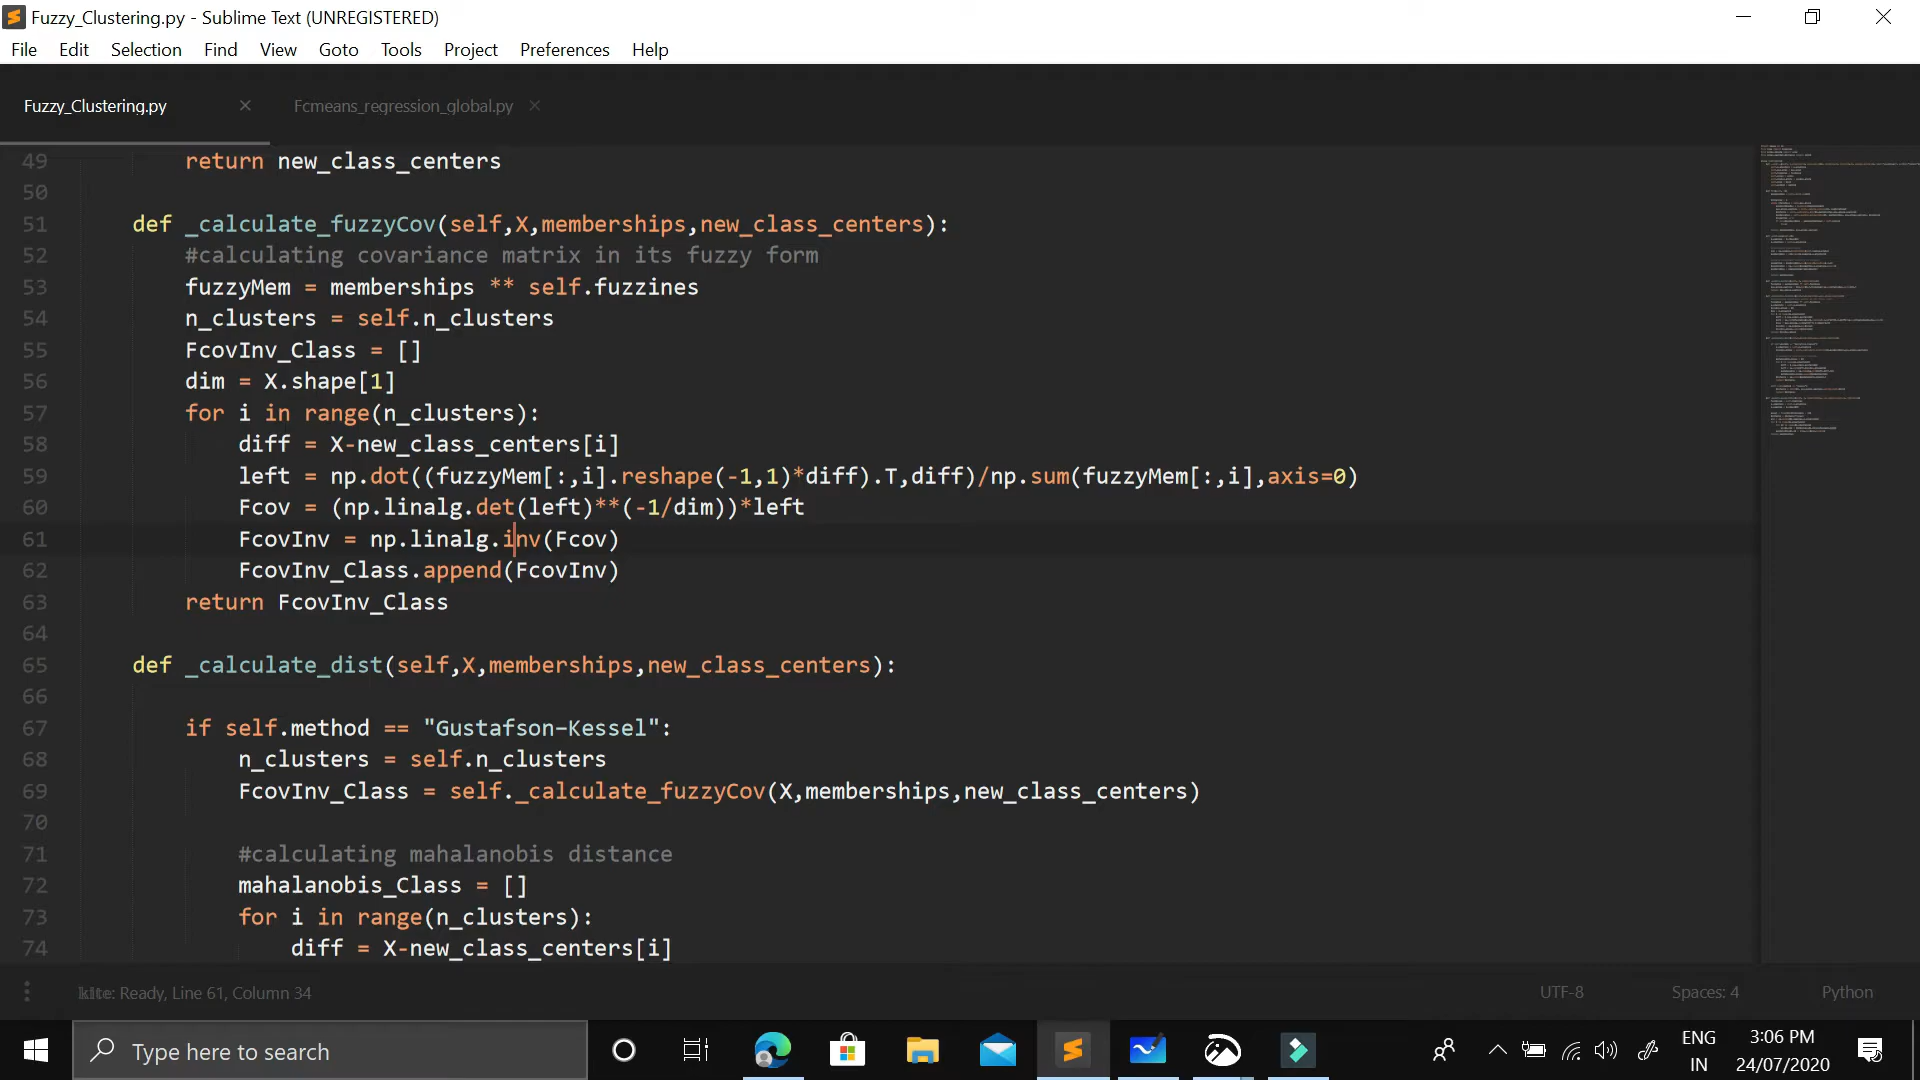 Fuzzy_Clustering.py - Sublime Text (UNREGISTERED)
File Edit Selection Find View Goto Tools Project Preferences Help
Fuzzy_Clustering.py × Fcmeans_regression_global.py ×
49 return new_class_centers
50
51 def _calculate_fuzzyCov(self,X,memberships,new_class_centers):
52 #calculating covariance matrix in its fuzzy form
53 fuzzyMem = memberships ** self.fuzzines
54 n_clusters = self.n_clusters
55 FcovInv_Class = []
56 dim = X.shape[1]
57 for i in range(n_clusters):
58 diff = X-new_class_centers[i]
59 left = np.dot((fuzzyMem[:,i].reshape(-1,1)*diff).T,diff)/np.sum(fuzzyMem[:,i],axis=0)
60 Fcov = (np.linalg.det(left)**(-1/dim))*left
61 FcovInv = np.linalg.inv(Fcov)
62 FcovInv_Class.append(FcovInv)
63 return FcovInv_Class
64
65 def _calculate_dist(self,X,memberships,new_class_centers):
66
67 if self.method == "Gustafson-Kessel":
68 n_clusters = self.n_clusters
69 FcovInv_Class = self._calculate_fuzzyCov(X,memberships,new_class_centers)
70
71 #calculating mahalanobis distance
72 mahalanobis_Class = []
73 for i in range(n_clusters):
74 diff = X-new_class_centers[i]
kite: Ready, Line 61, Column 34 UTF-8 Spaces: 4 Python
Type here to search
ENG 3:06 PM
IN 24/07/2020